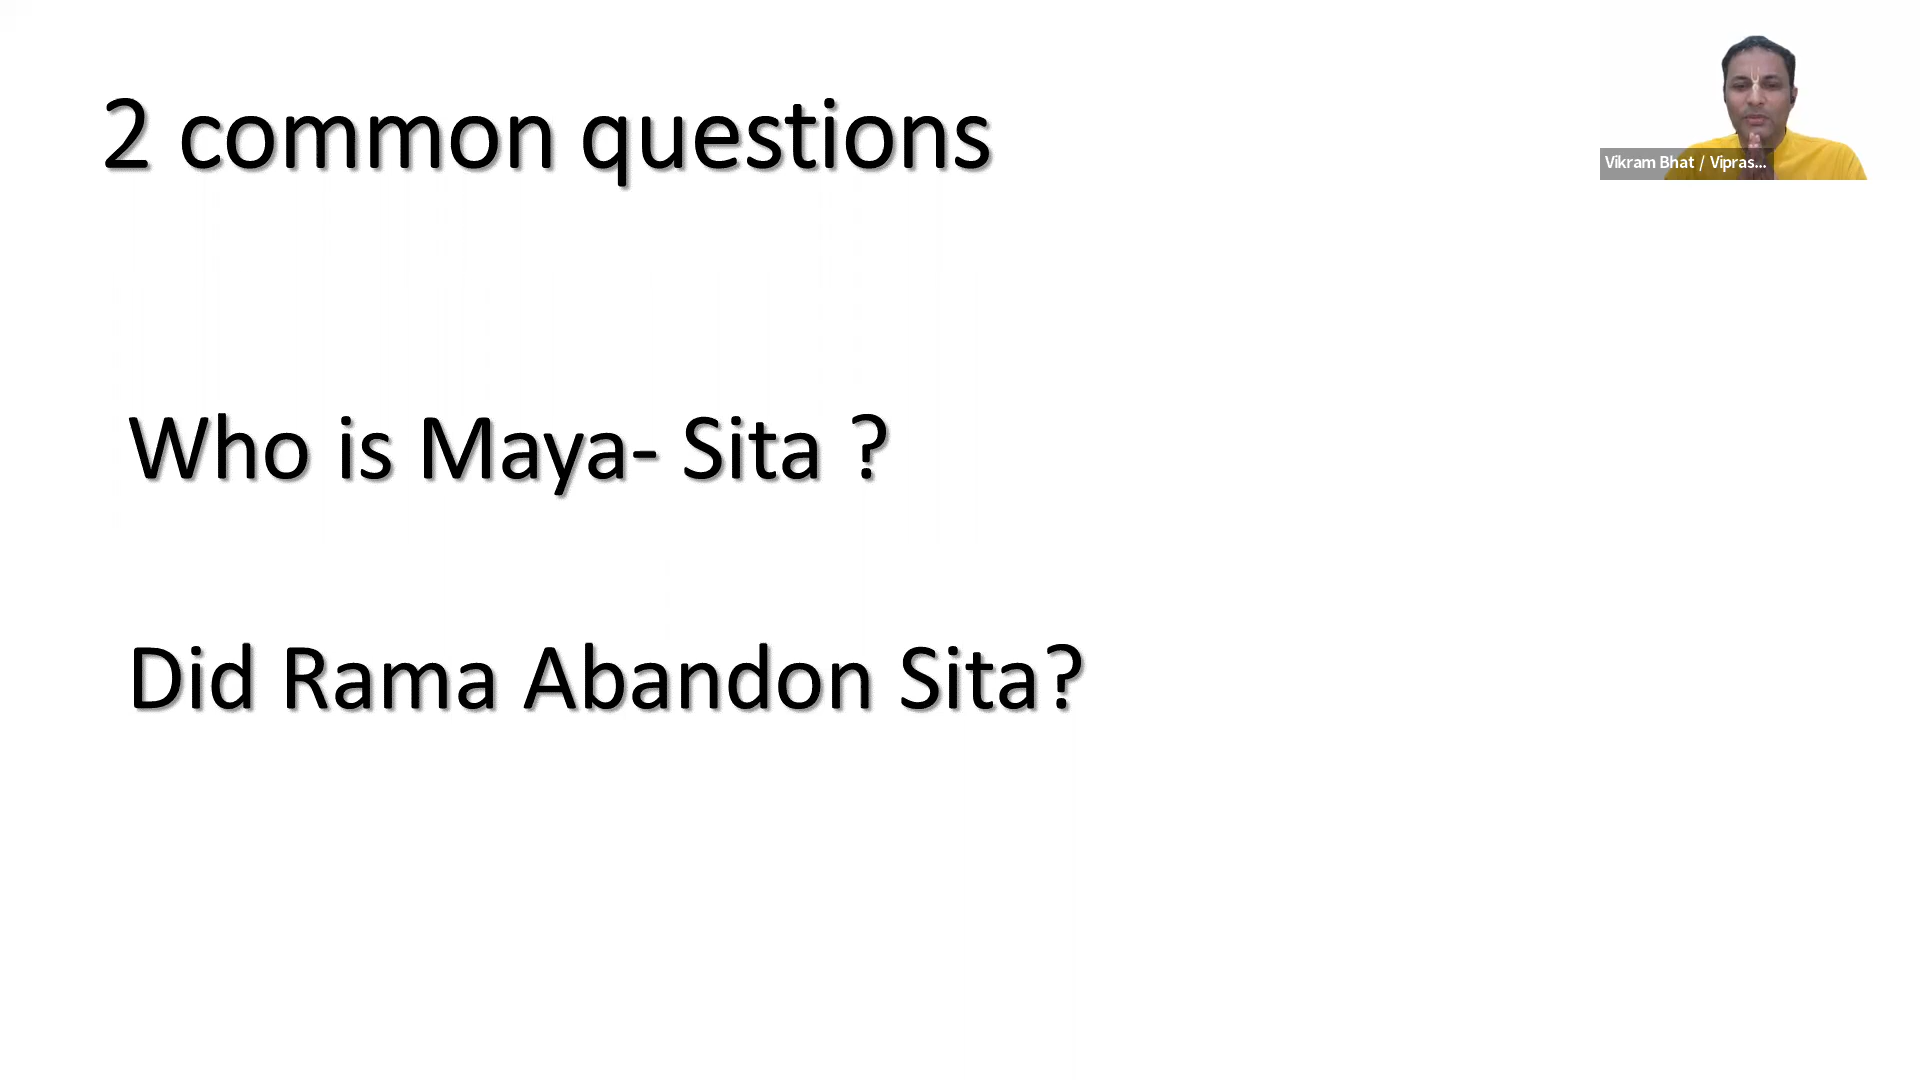 2 common questions
Vikram Bhat / Vipras...
Who is Maya- Sita ?
Did Rama Abandon Sita?